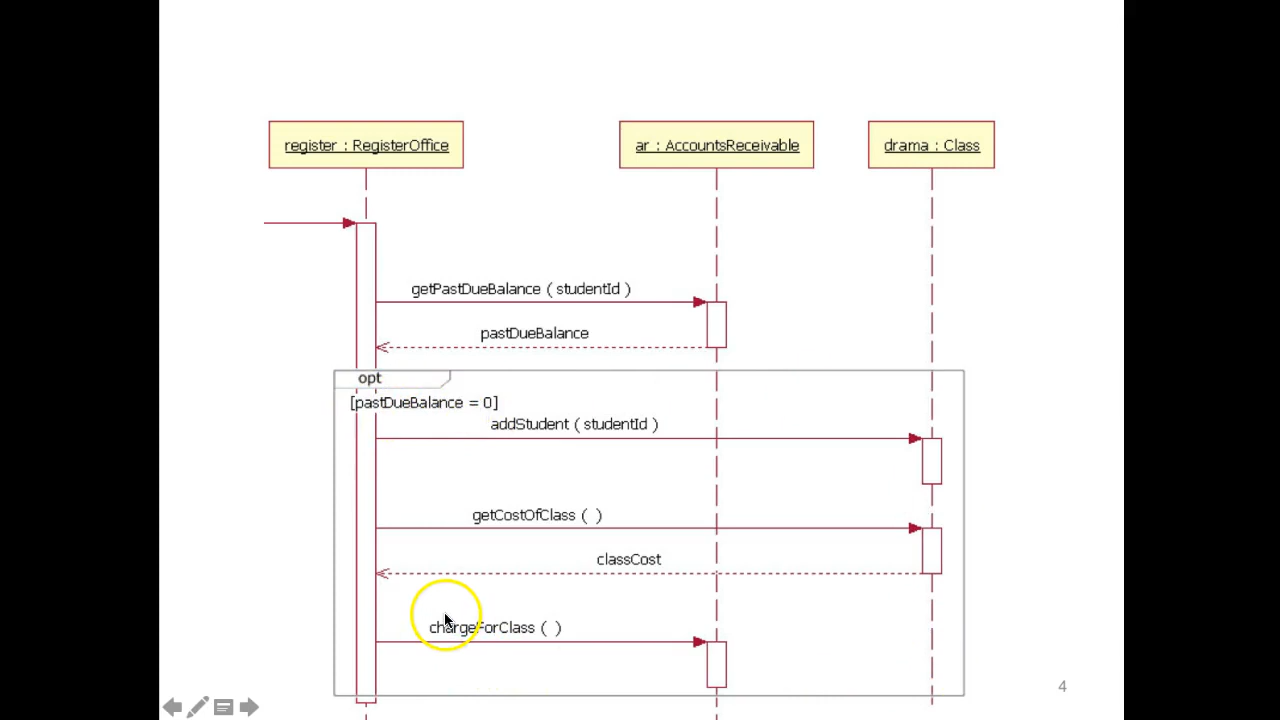 register : RegisterOffice
ar : AccountsReceivable
drama : Class
getPastDueBalance ( studentId )
pastDueBalance
opt
[pastDueBalance = 0]
addStudent ( studentId )
getCostOfClass ( )
classCost
chargeForClass ( )
4